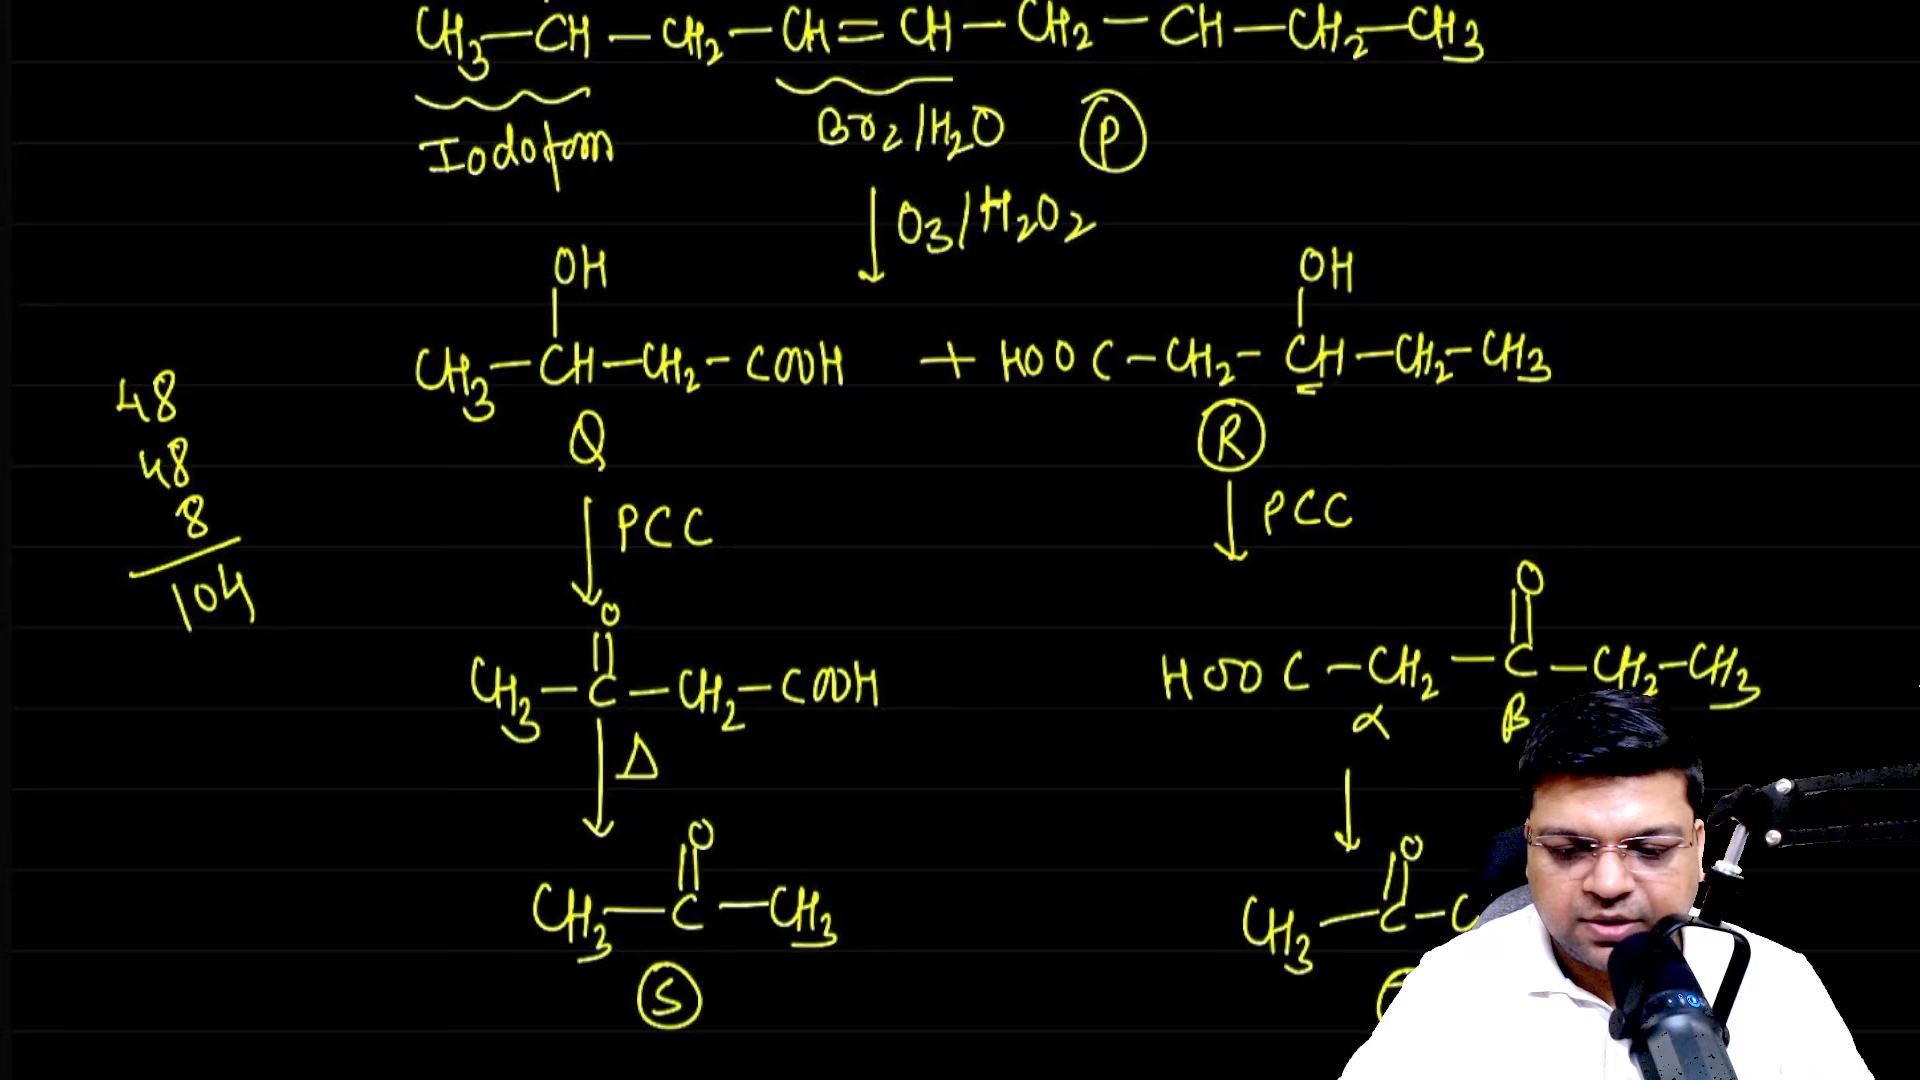 CH3—CH—CH2—CH=CH—CH2—CH—CH2—CH3
Iodofom
Br2/H2O
P
O3/H2O2
OH
OH
CH3—CH—CH2—COOH + HOOC—CH2—CH—CH2—CH3
Q
R
48
48
8
104
PCC
PCC
O
O
CH3—C—CH2—COOH
HOOC—CH2—C—CH2—CH3
α β
Δ
O
O
CH3—C—CH3
CH3—C—C
S